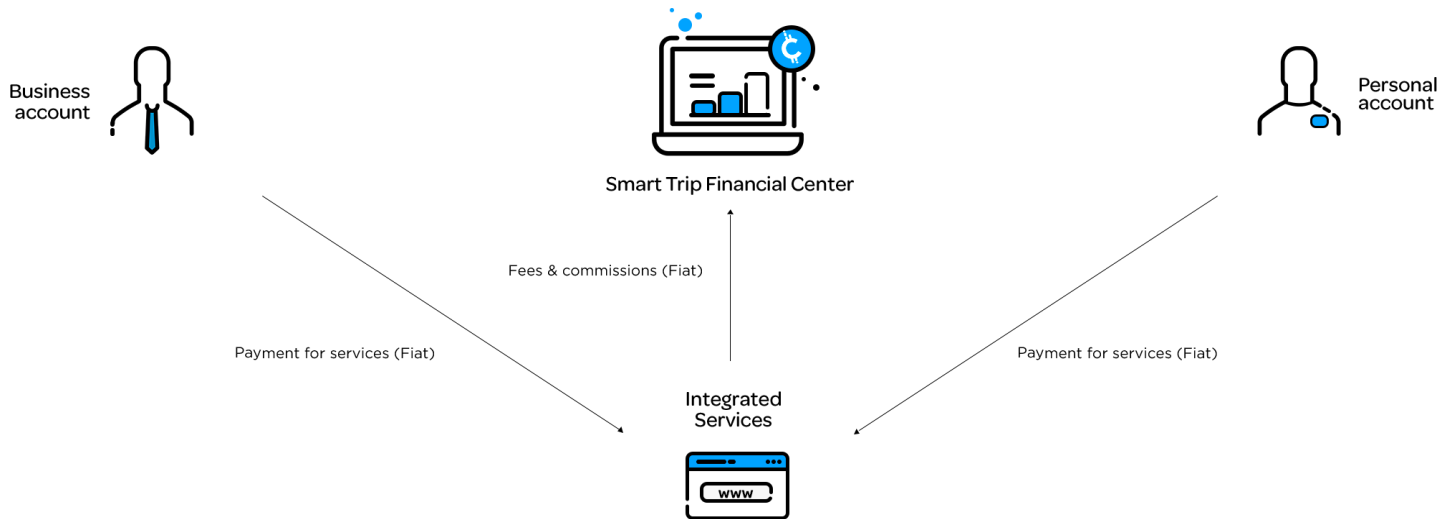 Business
account
Personal
account
Smart Trip Financial Center
Fees & commissions (Fiat)
Payment for services (Fiat)
Payment for services (Fiat)
Integrated
Services
www